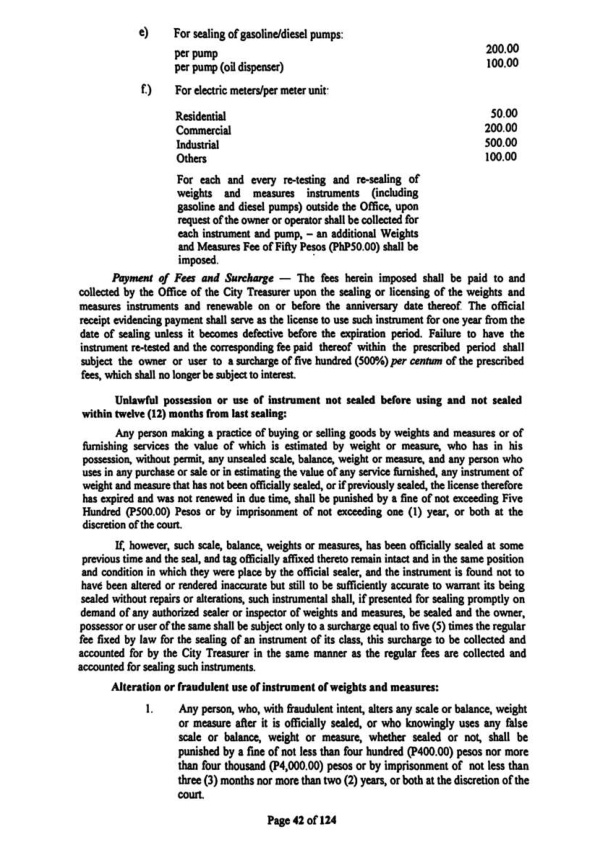 e) For sealing of gasoline/diesel pumps:
per pump 200.00
per pump (oil dispenser) 100.00
f.) For electric meters/per meter unit:
Residential 50.00
Commercial 200.00
Industrial 500.00
Others 100.00
For each and every re-testing and re-sealing of
weights and measures instruments (including
gasoline and diesel pumps) outside the Office, upon
request of the owner or operator shall be collected for
each instrument and pump, – an additional Weights
and Measures Fee of Fifty Pesos (PhP50.00) shall be
imposed.
Payment of Fees and Surcharge — The fees herein imposed shall be paid to and
collected by the Office of the City Treasurer upon the sealing or licensing of the weights and
measures instruments and renewable on or before the anniversary date thereof. The official
receipt evidencing payment shall serve as the license to use such instrument for one year from the
date of sealing unless it becomes defective before the expiration period. Failure to have the
instrument re-tested and the corresponding fee paid thereof within the prescribed period shall
subject the owner or user to a surcharge of five hundred (500%) per centum of the prescribed
fees, which shall no longer be subject to interest.
Unlawful possession or use of instrument not sealed before using and not sealed
within twelve (12) months from last sealing:
Any person making a practice of buying or selling goods by weights and measures or of
furnishing services the value of which is estimated by weight or measure, who has in his
possession, without permit, any unsealed scale, balance, weight or measure, and any person who
uses in any purchase or sale or in estimating the value of any service furnished, any instrument of
weight and measure that has not been officially sealed, or if previously sealed, the license therefore
has expired and was not renewed in due time, shall be punished by a fine of not exceeding Five
Hundred (P500.00) Pesos or by imprisonment of not exceeding one (1) year, or both at the
discretion of the court.
If, however, such scale, balance, weights or measures, has been officially sealed at some
previous time and the seal, and tag officially affixed thereto remain intact and in the same position
and condition in which they were place by the official sealer, and the instrument is found not to
have been altered or rendered inaccurate but still to be sufficiently accurate to warrant its being
sealed without repairs or alterations, such instrumental shall, if presented for sealing promptly on
demand of any authorized sealer or inspector of weights and measures, be sealed and the owner,
possessor or user of the same shall be subject only to a surcharge equal to five (5) times the regular
fee fixed by law for the sealing of an instrument of its class, this surcharge to be collected and
accounted for by the City Treasurer in the same manner as the regular fees are collected and
accounted for sealing such instruments.
Alteration or fraudulent use of instrument of weights and measures:
1. Any person, who, with fraudulent intent, alters any scale or balance, weight
or measure after it is officially sealed, or who knowingly uses any false
scale or balance, weight or measure, whether sealed or not, shall be
punished by a fine of not less than four hundred (P400.00) pesos nor more
than four thousand (P4,000.00) pesos or by imprisonment of not less than
three (3) months nor more than two (2) years, or both at the discretion of the
court.
Page 42 of 124